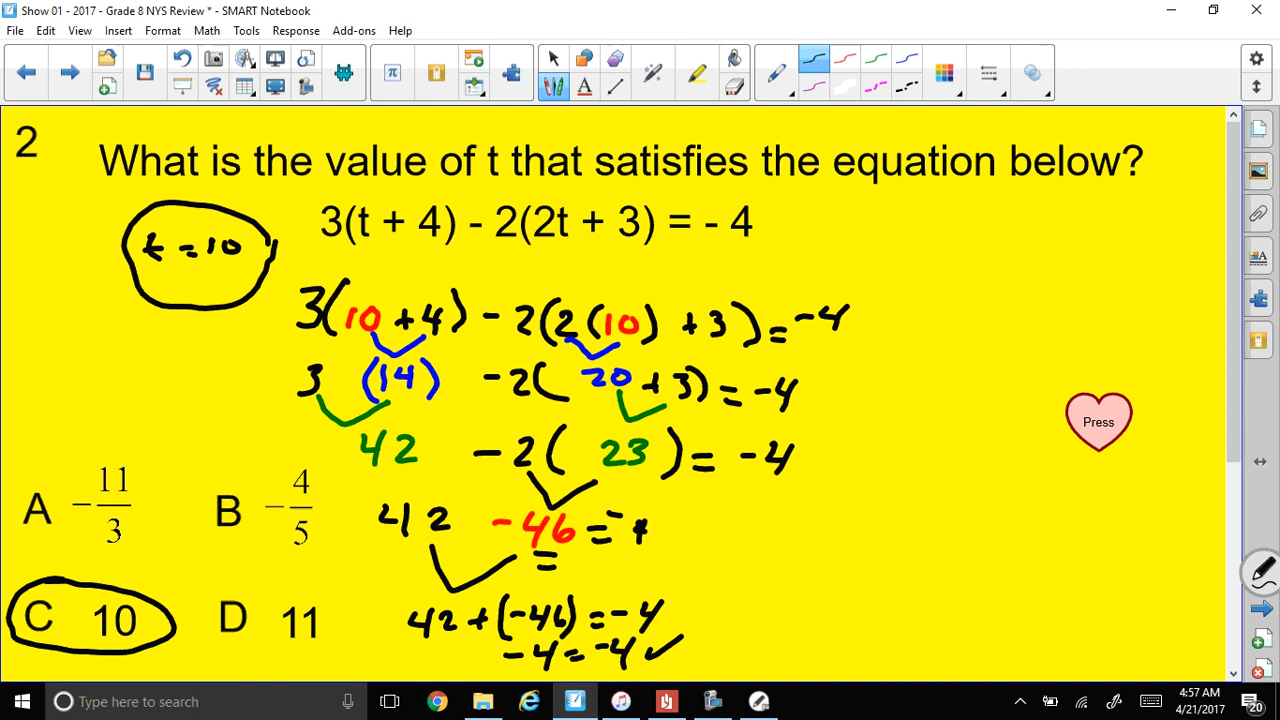 Show 01 - 2017 - Grade 8 NYS Review * - SMART Notebook
File Edit View Insert Format Math Tools Response Add-ons Help
2
What is the value of t that satisfies the equation below?
3(t + 4) - 2(2t + 3) = - 4
t = 10
3(10 + 4) - 2(2(10) + 3) = -4
3 (14) - 2( 20 + 3) = -4
42 - 2( 23 ) = -4
42 - 46 = -4
42 + (-46) = -4
-4 = -4 ✓
A -11/3 B -4/5
C 10 D 11
Press
Type here to search
4:57 AM
4/21/2017
20